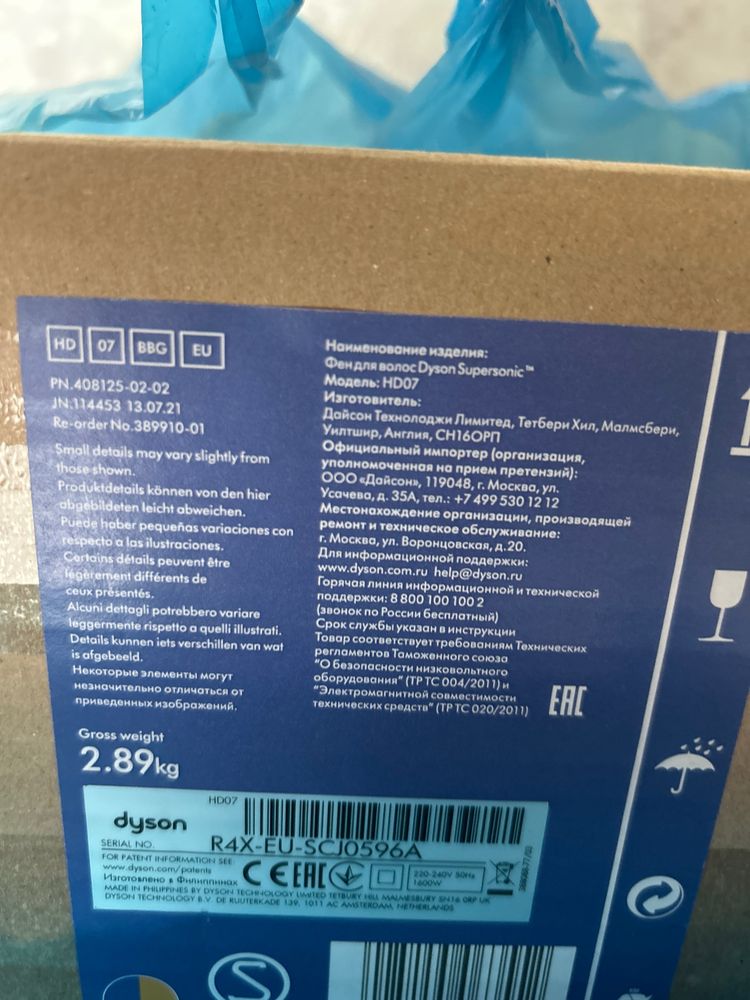 HD 07 BBG EU
PN.408125-02-02
JN.114453 13.07.21
Re-order No.389910-01
Small details may vary slightly from
those shown.
Produktdetails können von den hier
abgebildeten leicht abweichen.
Puede haber pequeñas variaciones con
respecto a las ilustraciones.
Certains détails peuvent être
légèrement différents de
ceux présentés.
Alcuni dettagli potrebbero variare
leggermente rispetto a quelli illustrati.
Details kunnen iets verschillen van wat
is afgebeeld.
Некоторые элементы могут
незначительно отличаться от
приведенных изображений.
Gross weight
2.89kg
Наименование изделия:
Фен для волос Dyson Supersonic™
Модель: HD07
Изготовитель:
Дайсон Технолоджи Лимитед, Тетбери Хил, Малмсбери,
Уилтшир, Англия, СН16ОРП
Официальный импортер (организация,
уполномоченная на прием претензий):
ООО «Дайсон», 119048, г. Москва, ул.
Усачева, д. 35А, тел.: +7 499 530 12 12
Местонахождение организации, производящей
ремонт и техническое обслуживание:
г. Москва, ул. Воронцовская, д.20.
Для информационной поддержки:
www.dyson.com.ru help@dyson.ru
Горячая линия информационной и технической
поддержки: 8 800 100 100 2
(звонок по России бесплатный)
Срок службы указан в инструкции
Товар соответствует требованиям Технических
регламентов Таможенного союза
"О безопасности низковольтного
оборудования" (ТР ТС 004/2011) и
"Электромагнитной совместимости
технических средств" (ТР ТС 020/2011)
EAC
HD07
dyson
SERIAL NO.
R4X-EU-SCJ0596A
FOR PATENT INFORMATION SEE:
www.dyson.com/patents
Изготовлено в Филиппинах
CE EAC
220-240V 50Hz
1600W
MADE IN PHILIPPINES BY DYSON TECHNOLOGY LIMITED TETBURY HILL MALMESBURY SN16 0RP UK
DYSON TECHNOLOGY B.V. DE RUIJTERKADE 139, 1011 AC AMSTERDAM, NETHERLANDS